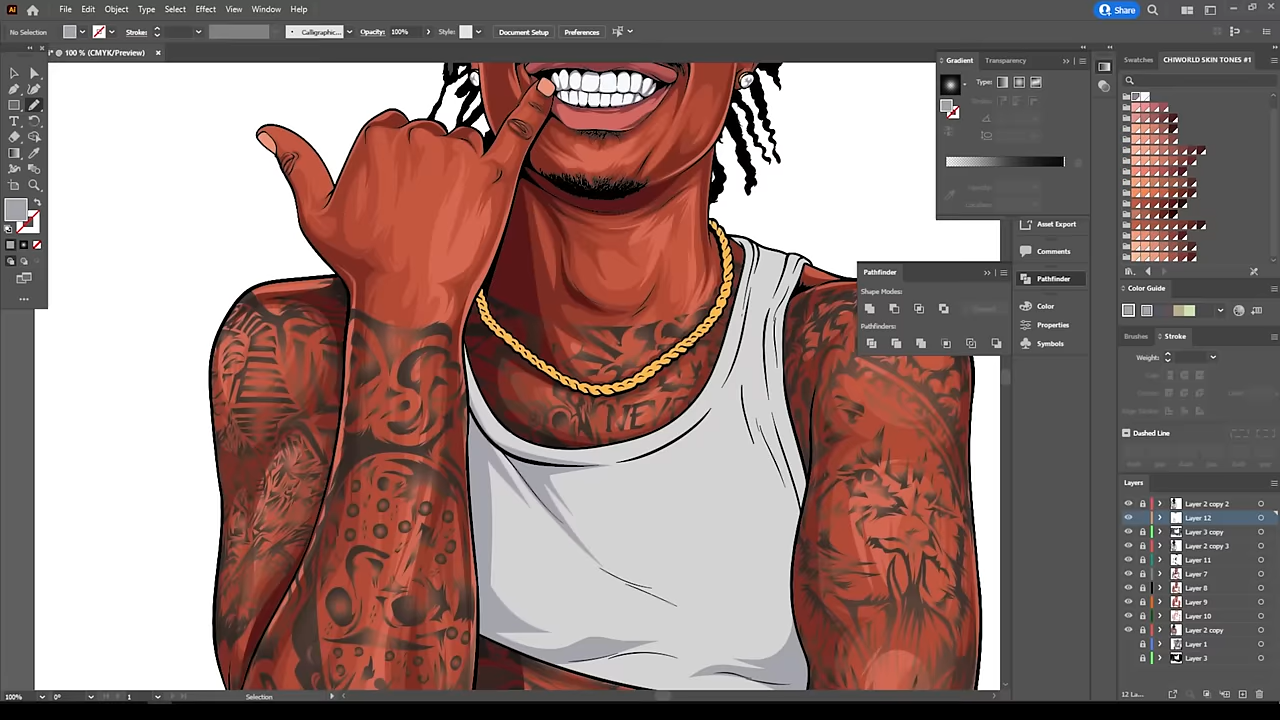 Ai File Edit Object Type Select Effect View Window Help Share
No Selection Stroke: Calligraphic... Opacity: 100% Style: Document Setup Preferences
@ 100 % (CMYK/Preview)
Gradient Transparency
Type:
Swatches CHIWORLD SKIN TONES #1
Asset Export
Comments
Pathfinder
Color
Properties
Symbols
Pathfinder
Shape Modes:
Pathfinders:
Color Guide
Brushes Stroke
Weight:
Dashed Line
NEVE
Layers
Layer 2 copy 2
Layer 12
Layer 3 copy
Layer 2 copy 3
Layer 11
Layer 7
Layer 8
Layer 9
Layer 10
Layer 2 copy
Layer 1
Layer 3
12 La...
100% 0° 1 Selection